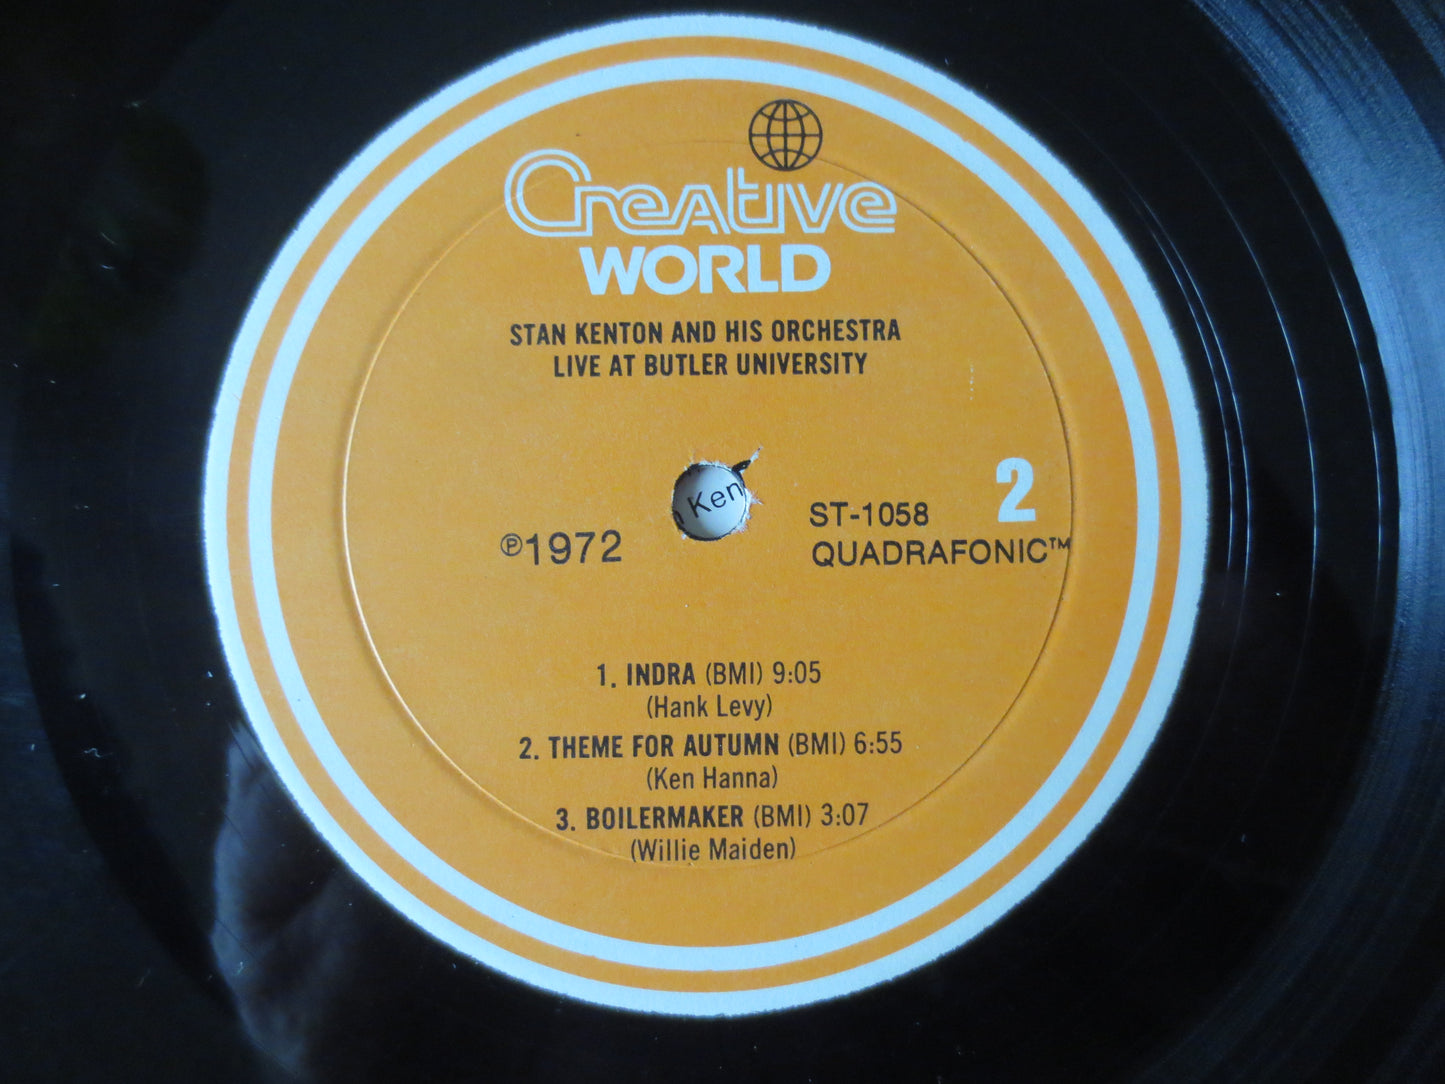 Creative
WORLD
STAN KENTON AND HIS ORCHESTRA
LIVE AT BUTLER UNIVERSITY
2
Ken
ST-1058
℗1972
QUADRAFONIC™
1. INDRA (BMI) 9:05
(Hank Levy)
2. THEME FOR AUTUMN (BMI) 6:55
(Ken Hanna)
3. BOILERMAKER (BMI) 3:07
(Willie Maiden)